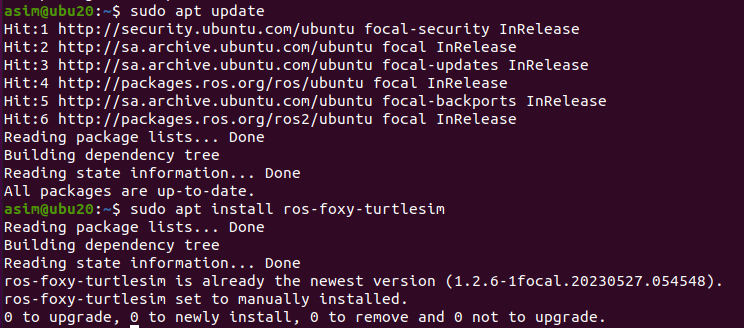 asim@ubu20:~$ sudo apt update
Hit:1 http://security.ubuntu.com/ubuntu focal-security InRelease
Hit:2 http://sa.archive.ubuntu.com/ubuntu focal InRelease
Hit:3 http://sa.archive.ubuntu.com/ubuntu focal-updates InRelease
Hit:4 http://packages.ros.org/ros/ubuntu focal InRelease
Hit:5 http://sa.archive.ubuntu.com/ubuntu focal-backports InRelease
Hit:6 http://packages.ros.org/ros2/ubuntu focal InRelease
Reading package lists... Done
Building dependency tree
Reading state information... Done
All packages are up-to-date.
asim@ubu20:~$ sudo apt install ros-foxy-turtlesim
Reading package lists... Done
Building dependency tree
Reading state information... Done
ros-foxy-turtlesim is already the newest version (1.2.6-1focal.20230527.054548).
ros-foxy-turtlesim set to manually installed.
0 to upgrade, 0 to newly install, 0 to remove and 0 not to upgrade.